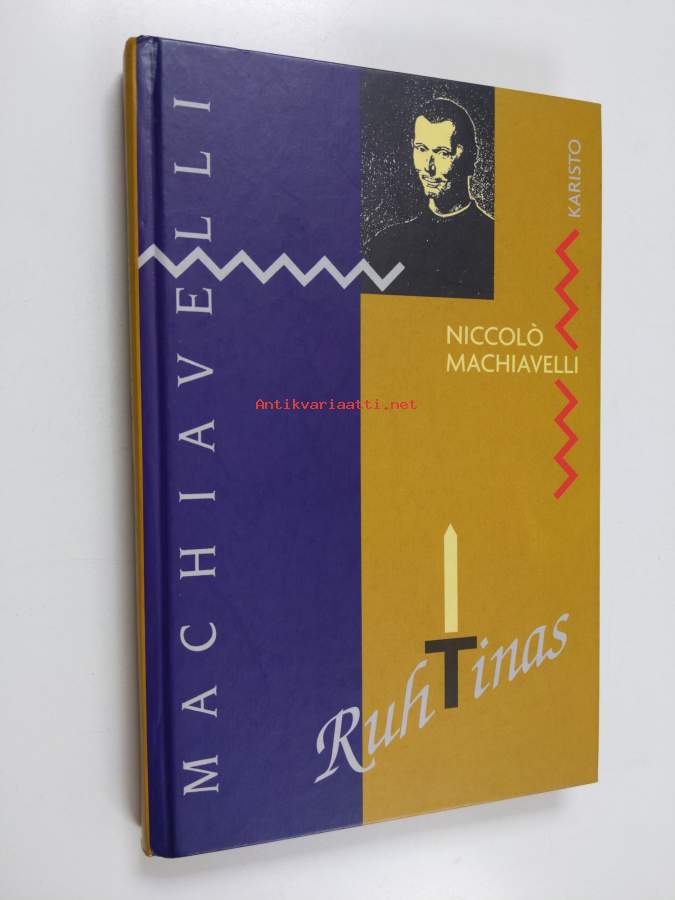 MACHIAVELLI
KARISTO
NICCOLÒ
MACHIAVELLI
Antikvariaatti.net
RuhTinas